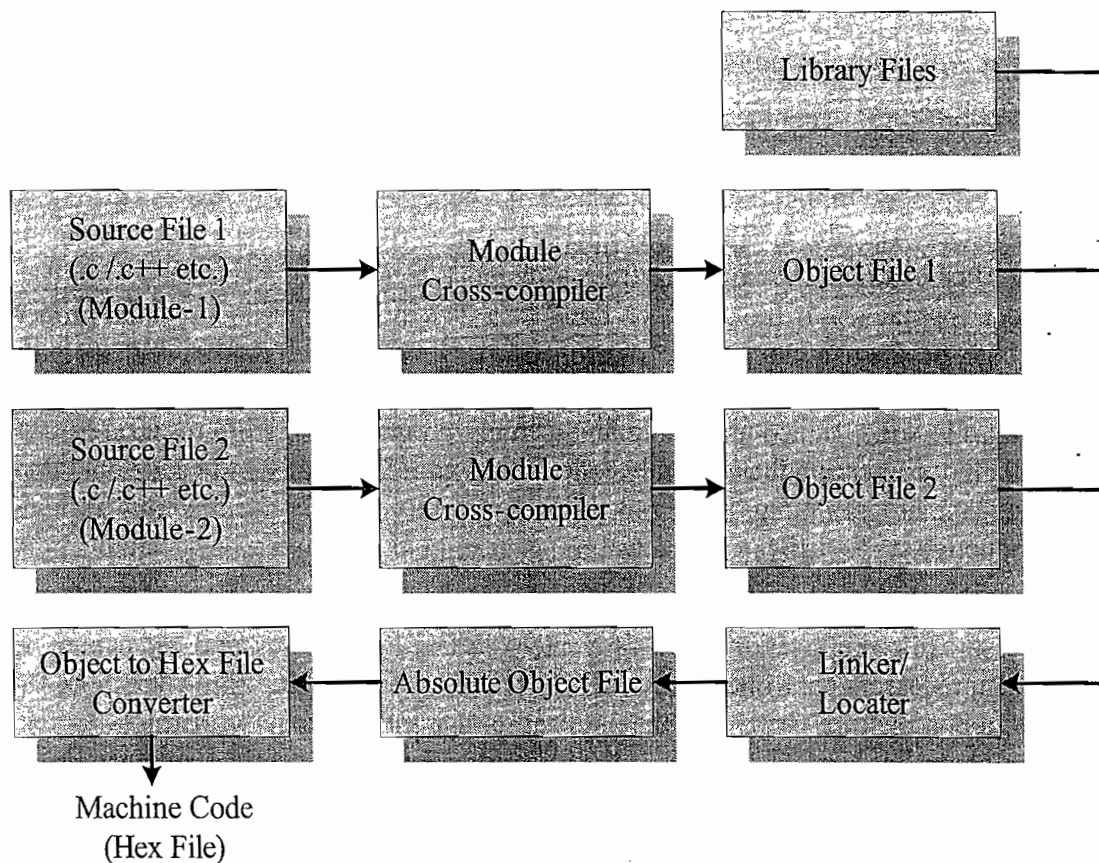 Library Files
Source File 1
(.c /.c++ etc.)
(Module-1)
Module
Cross-compiler
Object File 1
Source File 2
(.c /.c++ etc.)
(Module-2)
Module
Cross-compiler
Object File 2
Object to Hex File
Converter
Absolute Object File
Linker/
Locater
Machine Code
(Hex File)